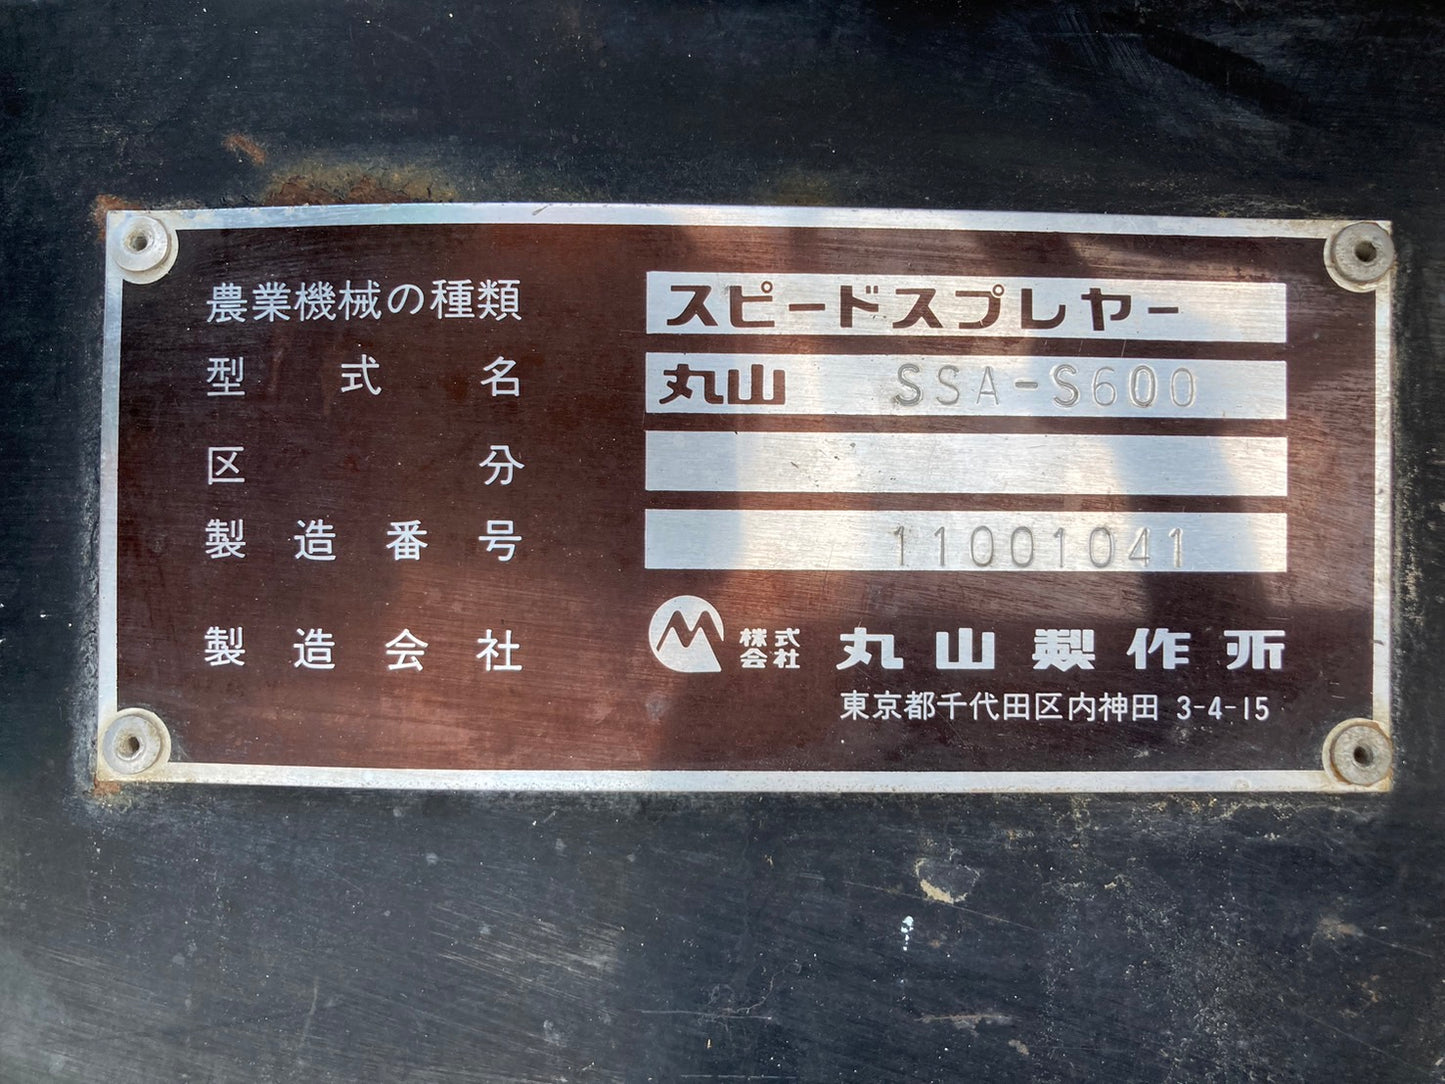 農業機械の種類 スピードスプレヤー
型式名 丸山 SSA-S600
区分
製造番号 11001041
製造会社 株式会社 丸山製作所
東京都千代田区内神田 3-4-15